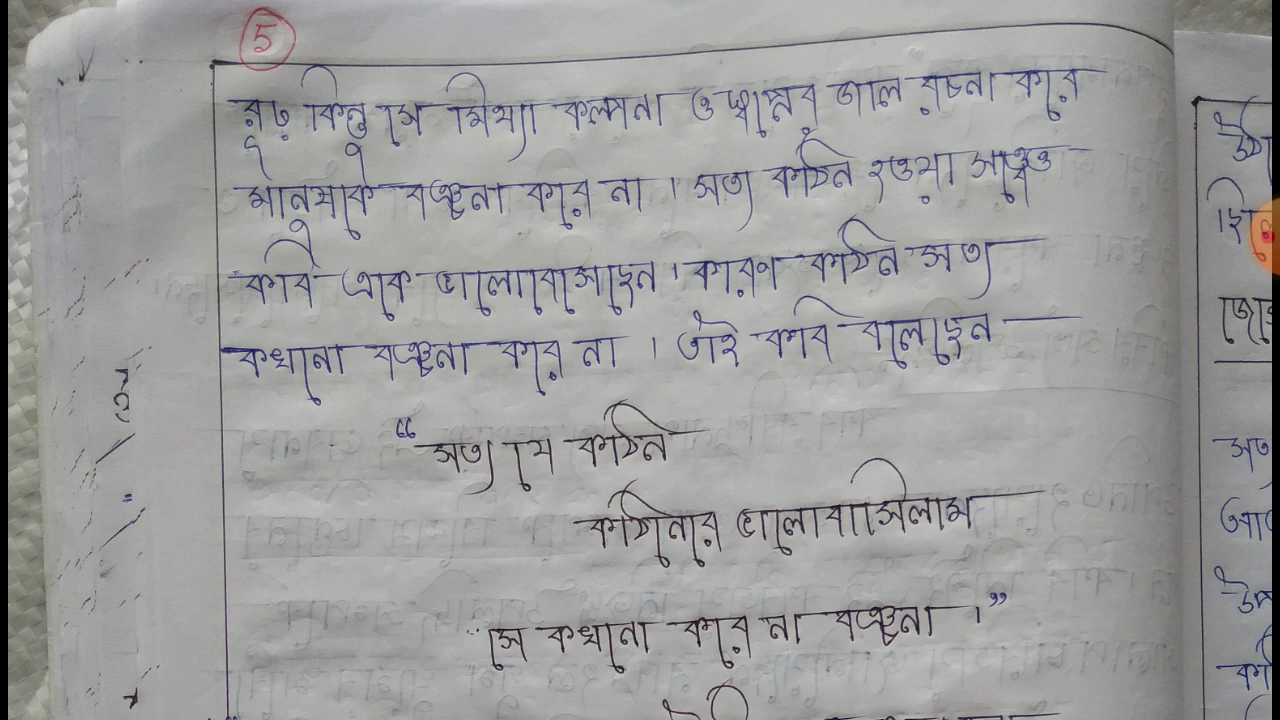 5
রূঢ় কিন্তু সে মিথ্যা কল্পনা ও স্বপ্নের জাল রচনা করে
মানুষকে বঞ্চনা করে না । সত্য কঠিন হওয়া সত্ত্বেও
কবি একে ভালোবেসেছেন । কারণ কঠিন সত্য
কখনো বঞ্চনা করে না । তাই কবি বলেছেন —
“সত্য যে কঠিন
কঠিনেরে ভালোবাসিলাম
সে কখনো করে না বঞ্চনা ।”